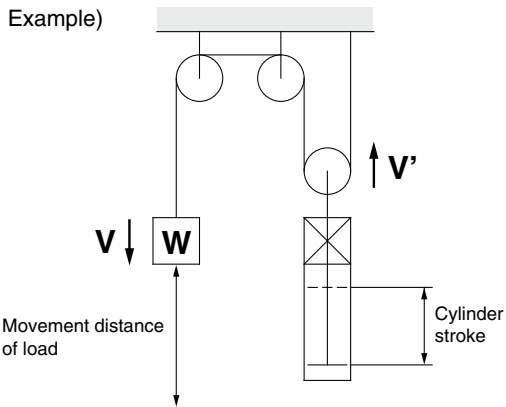 Example)
V'
V
W
Movement distance
of load
Cylinder
stroke